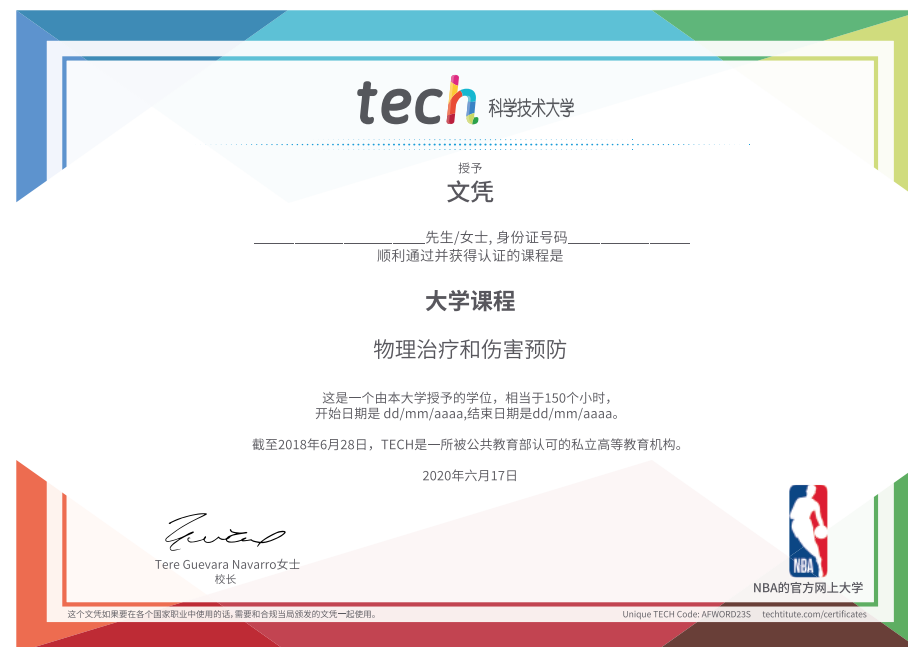 tech 科学技术大学
授予
文凭
先生/女士, 身份证号码
顺利通过并获得认证的课程是
大学课程
物理治疗和伤害预防
这是一个由本大学授予的学位，相当于150个小时，
开始日期是 dd/mm/aaaa,结束日期是dd/mm/aaaa。
截至2018年6月28日，TECH是一所被公共教育部认可的私立高等教育机构。
2020年六月17日
Tere Guevara Navarro女士
校长
NBA
NBA的官方网上大学
这个文凭如果要在各个国家职业中使用的话,需要和合规当局颁发的文凭一起使用。
Unique TECH Code: AFWORD23S techtitute.com/certificates